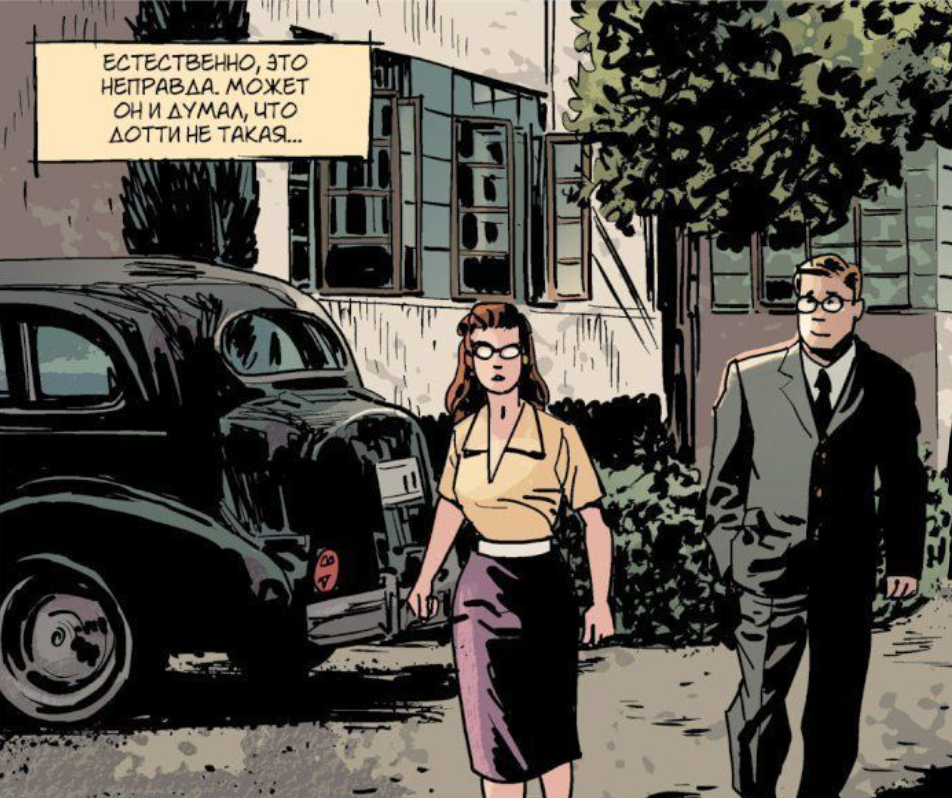 ЕСТЕСТВЕННО, ЭТО
НЕПРАВДА. МОЖЕТ
ОН И ДУМАЛ, ЧТО
ДОТТИ НЕ ТАКАЯ...